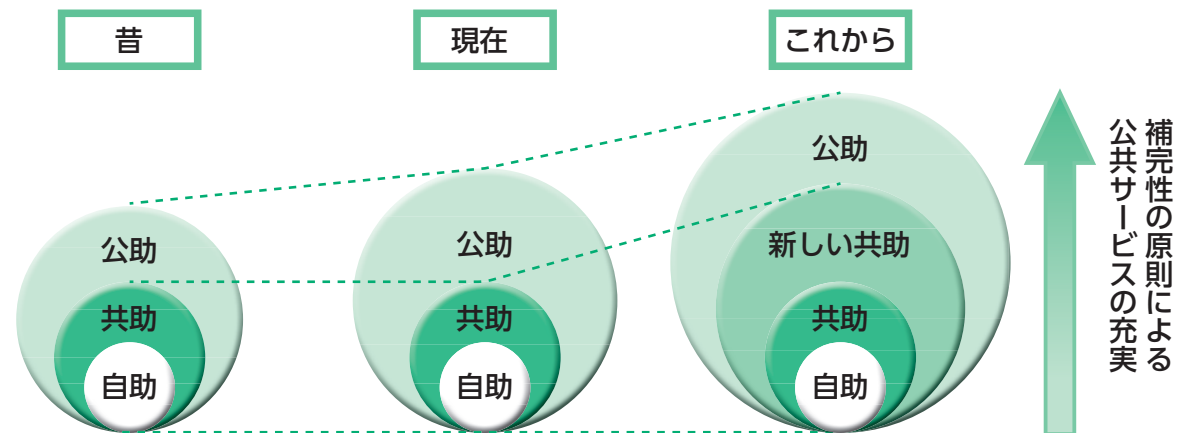 昔
現在
これから
公助
共助
自助
公助
共助
自助
公助
新しい共助
共助
自助
補完性の原則による
公共サービスの充実